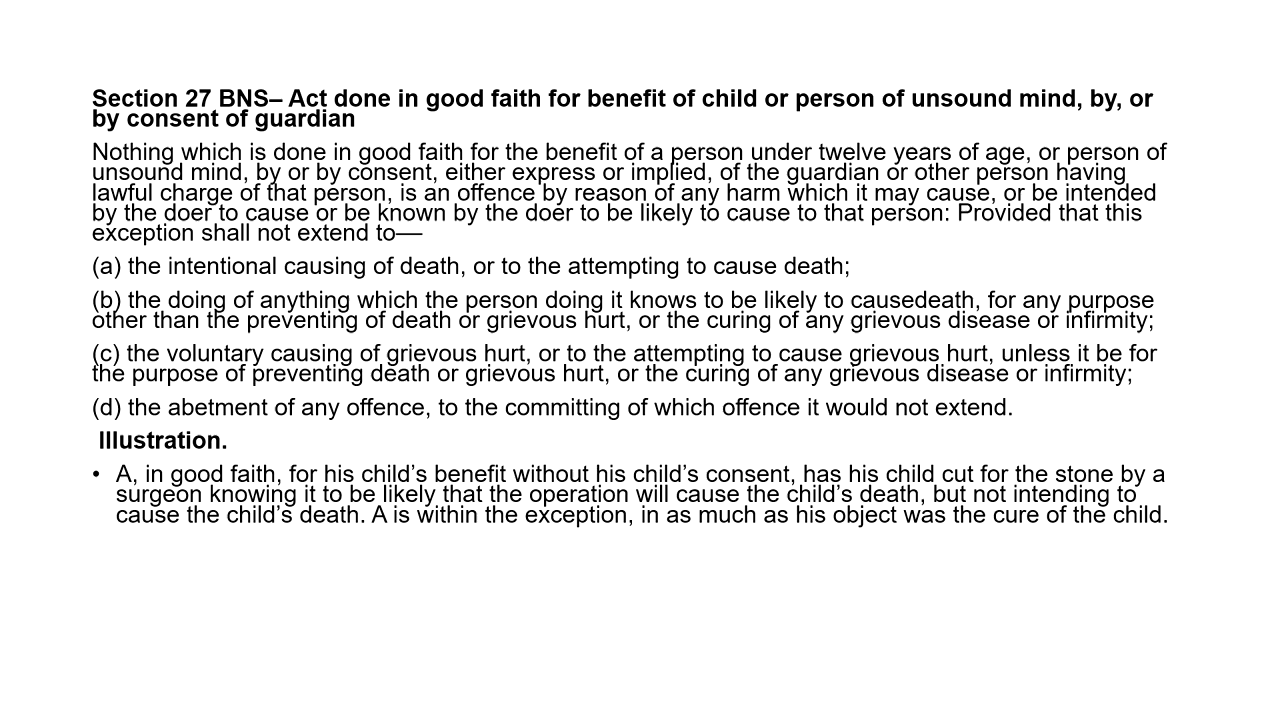 Section 27 BNS– Act done in good faith for benefit of child or person of unsound mind, by, or
by consent of guardian
Nothing which is done in good faith for the benefit of a person under twelve years of age, or person of
unsound mind, by or by consent, either express or implied, of the guardian or other person having
lawful charge of that person, is an offence by reason of any harm which it may cause, or be intended
by the doer to cause or be known by the doer to be likely to cause to that person: Provided that this
exception shall not extend to––
(a) the intentional causing of death, or to the attempting to cause death;
(b) the doing of anything which the person doing it knows to be likely to causedeath, for any purpose
other than the preventing of death or grievous hurt, or the curing of any grievous disease or infirmity;
(c) the voluntary causing of grievous hurt, or to the attempting to cause grievous hurt, unless it be for
the purpose of preventing death or grievous hurt, or the curing of any grievous disease or infirmity;
(d) the abetment of any offence, to the committing of which offence it would not extend.
Illustration.
• A, in good faith, for his child’s benefit without his child’s consent, has his child cut for the stone by a
surgeon knowing it to be likely that the operation will cause the child’s death, but not intending to
cause the child’s death. A is within the exception, in as much as his object was the cure of the child.